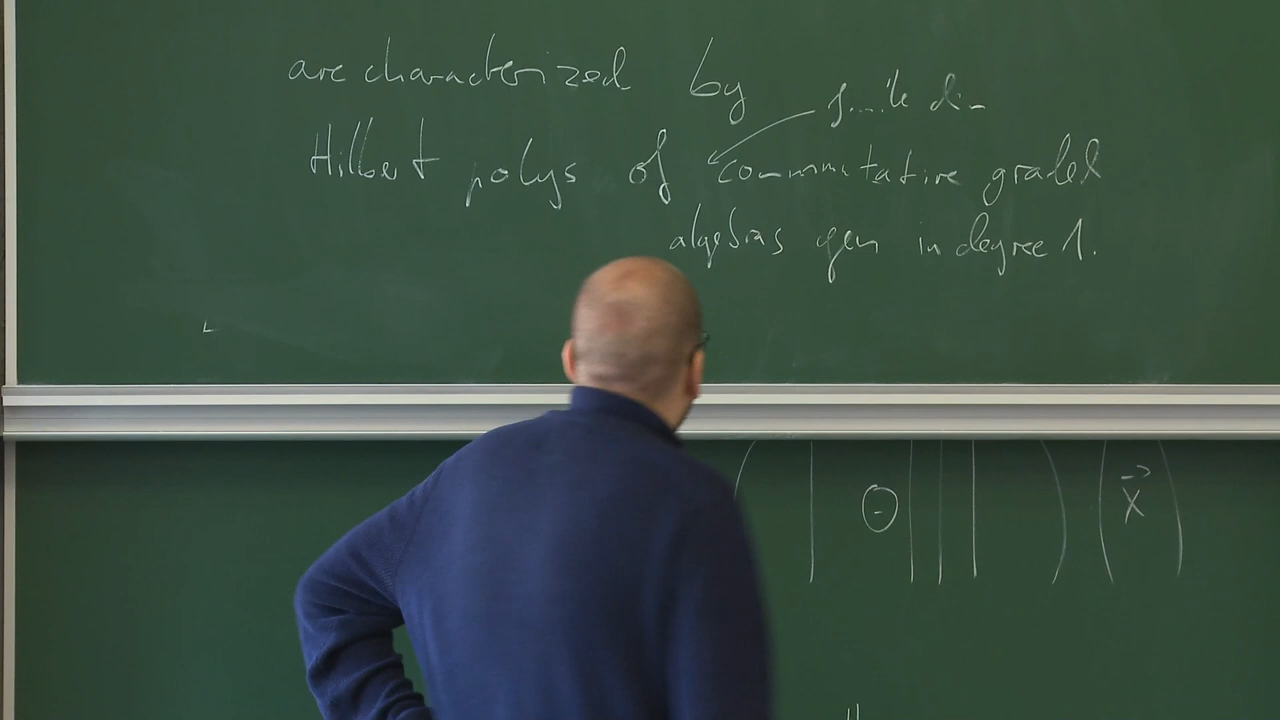 are characterized by
finite dim
Hilbert polys of commutative graded
algebras gen in degree 1.
Θ
x⃗